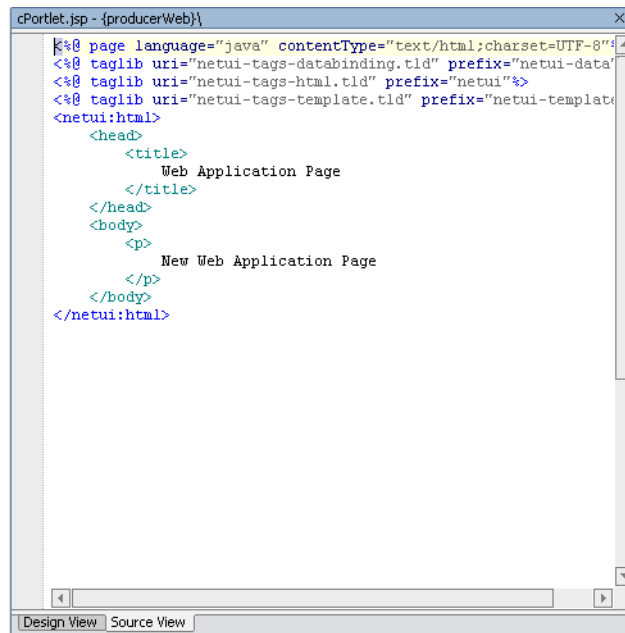 cPortlet.jsp - {producerWeb}\
<%@ page language="java" contentType="text/html;charset=UTF-8"
<%@ taglib uri="netui-tags-databinding.tld" prefix="netui-data"
<%@ taglib uri="netui-tags-html.tld" prefix="netui"%>
<%@ taglib uri="netui-tags-template.tld" prefix="netui-template
<netui:html>
<head>
<title>
Web Application Page
</title>
</head>
<body>
<p>
New Web Application Page
</p>
</body>
</netui:html>
Design View Source View